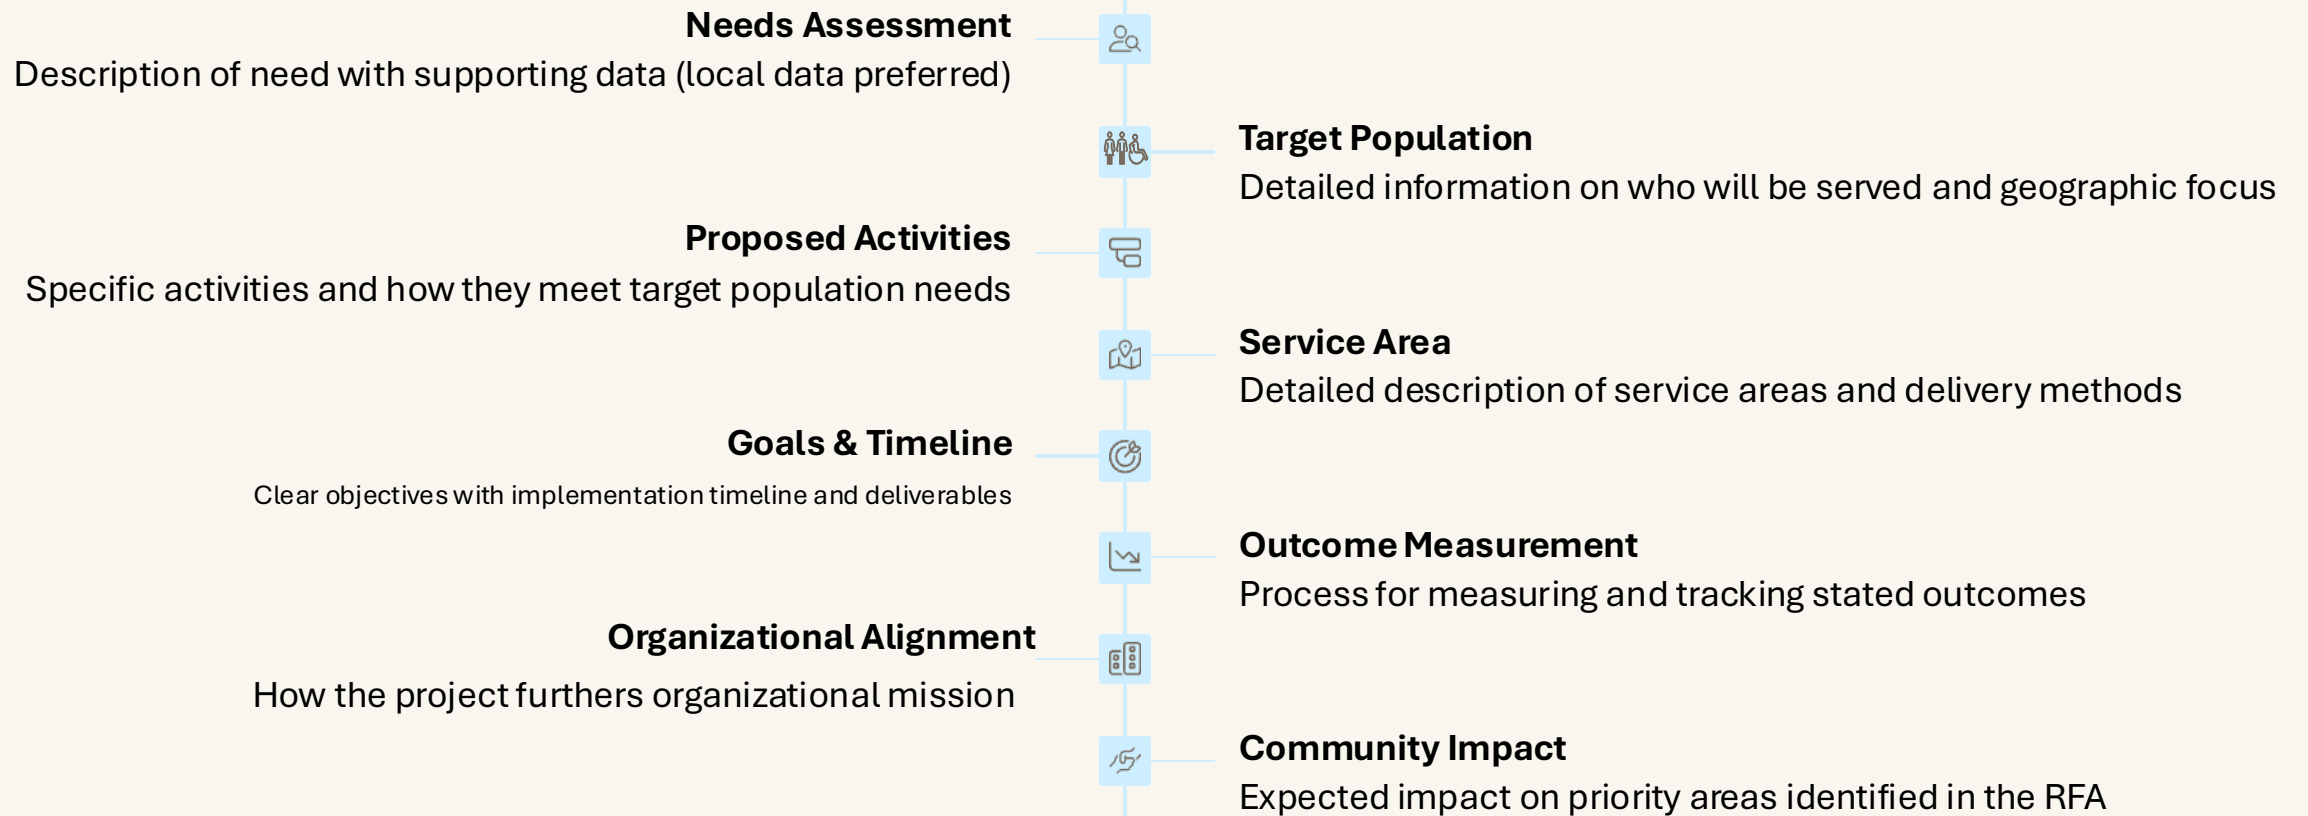 Needs Assessment
Description of need with supporting data (local data preferred)
Target Population
Detailed information on who will be served and geographic focus
Proposed Activities
Specific activities and how they meet target population needs
Service Area
Detailed description of service areas and delivery methods
Goals & Timeline
Clear objectives with implementation timeline and deliverables
Outcome Measurement
Process for measuring and tracking stated outcomes
Organizational Alignment
How the project furthers organizational mission
Community Impact
Expected impact on priority areas identified in the RFA